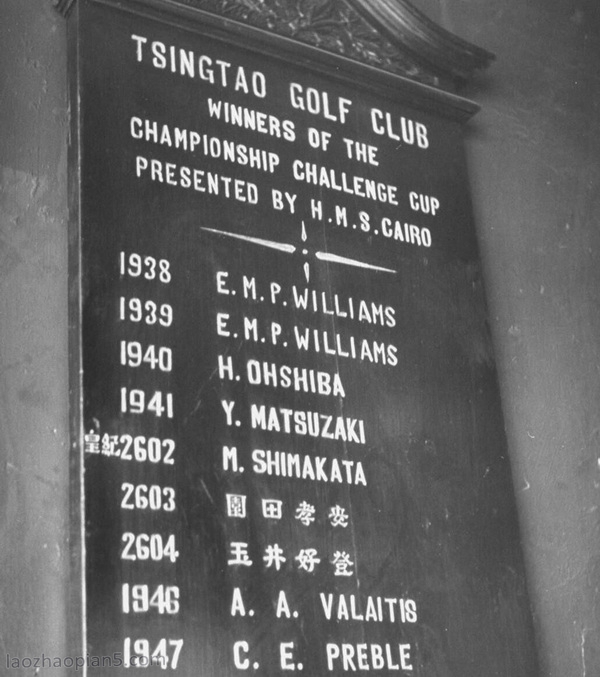 TSINGTAO GOLF CLUB
WINNERS OF THE
CHAMPIONSHIP CHALLENGE CUP
PRESENTED BY H.M.S. CAIRO
1938 E. M. P. WILLIAMS
1939 E. M. P. WILLIAMS
1940 H. OHSHIBA
1941 Y. MATSUZAKI
皇紀2602 M. SHIMAKATA
2603 園田孝
2604 玉井好登
1946 A. A. VALAITIS
1947 C. E. PREBLE
laozhaopian5.com